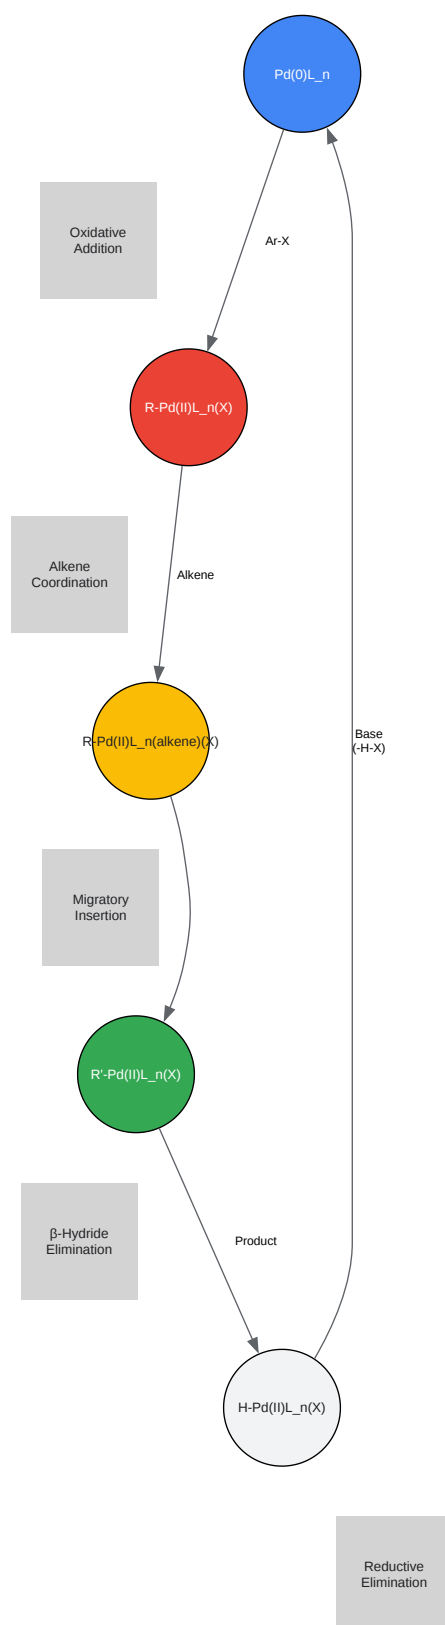 Pd(0)L_n
Oxidative
Addition
Ar-X
R-Pd(II)L_n(X)
Alkene
Coordination
Alkene
R-Pd(II)L_n(alkene)(X)
Base
(-H-X)
Migratory
Insertion
R'-Pd(II)L_n(X)
β-Hydride
Elimination
Product
H-Pd(II)L_n(X)
Reductive
Elimination